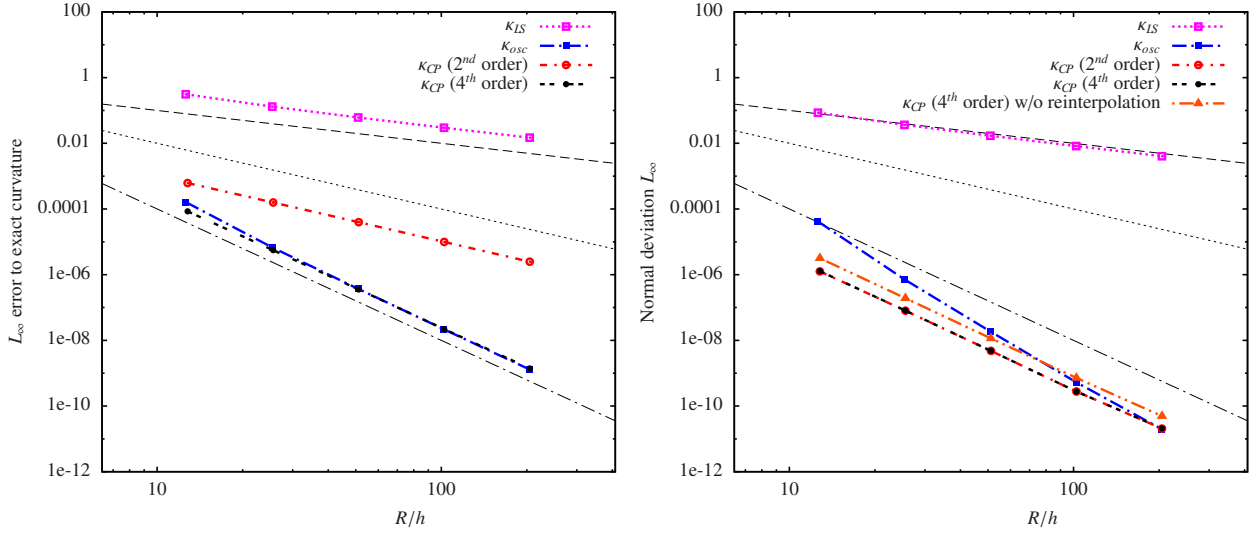 100
1
0.01
0.0001
1e-06
1e-08
1e-10
1e-12
10
100
R/h
L∞ error to exact curvature
κLS
κosc
κCP (2nd order)
κCP (4th order)
100
1
0.01
0.0001
1e-06
1e-08
1e-10
1e-12
10
100
R/h
Normal deviation L∞
κLS
κosc
κCP (2nd order)
κCP (4th order)
κCP (4th order) w/o reinterpolation